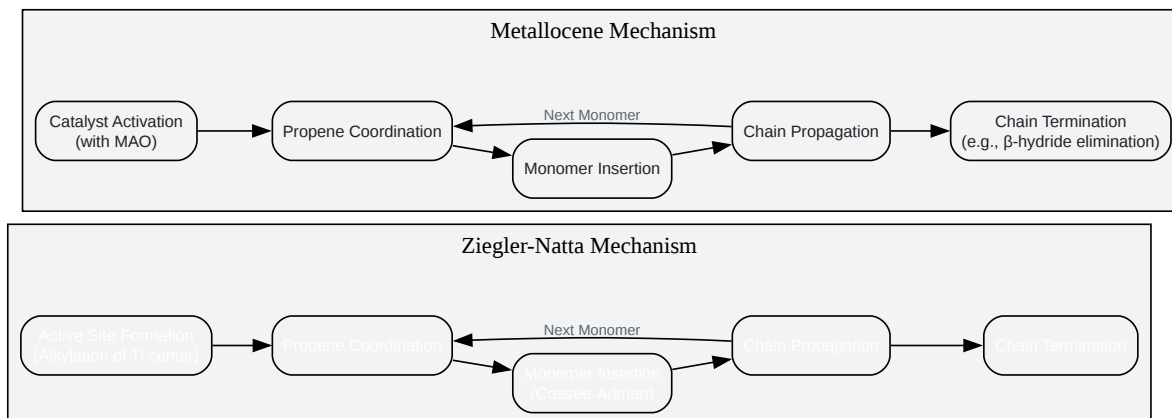 Metallocene Mechanism
Catalyst Activation
(with MAO)
Propene Coordination
Next Monomer
Monomer Insertion
Chain Propagation
Chain Termination
(e.g., β-hydride elimination)
Ziegler-Natta Mechanism
Active Site Formation
(Alkylation of Ti center)
Propene Coordination
Next Monomer
Monomer Insertion
(Cossee-Arlman)
Chain Propagation
Chain Termination